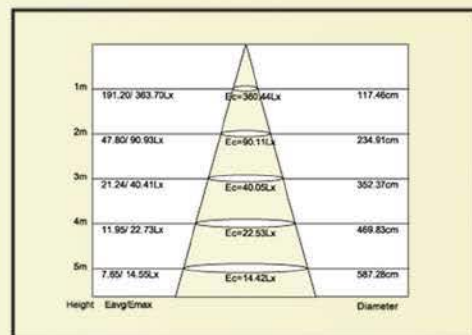 1m
191.20/ 363.70Lx Ec=360.44Lx 117.46cm
2m
47.80/ 90.93Lx Ec=90.11Lx 234.91cm
3m
21.24/ 40.41Lx Ec=40.05Lx 352.37cm
4m
11.95/ 22.73Lx Ec=22.53Lx 469.83cm
5m
7.65/ 14.55Lx Ec=14.42Lx 587.28cm
Height Eavg/Emax Diameter